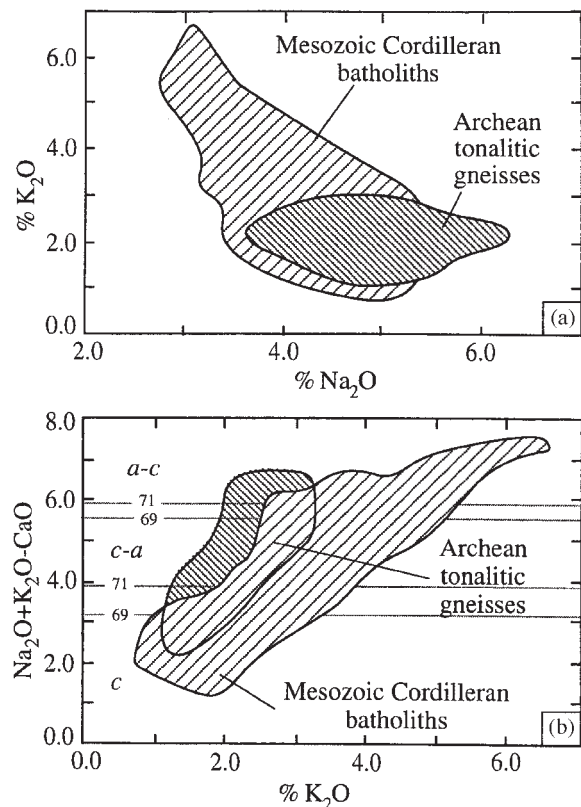 6.0
4.0
2.0
0.0
% K₂O
Mesozoic Cordilleran
batholiths
Archean
tonalitic
gneisses
(a)
2.0 4.0 6.0
% Na₂O
8.0
6.0
4.0
2.0
0.0
Na₂O+K₂O-CaO
a-c
71
69
c-a
71
69
c
Archean
tonalitic
gneisses
Mesozoic Cordilleran
batholiths
(b)
0.0 2.0 4.0 6.0
% K₂O